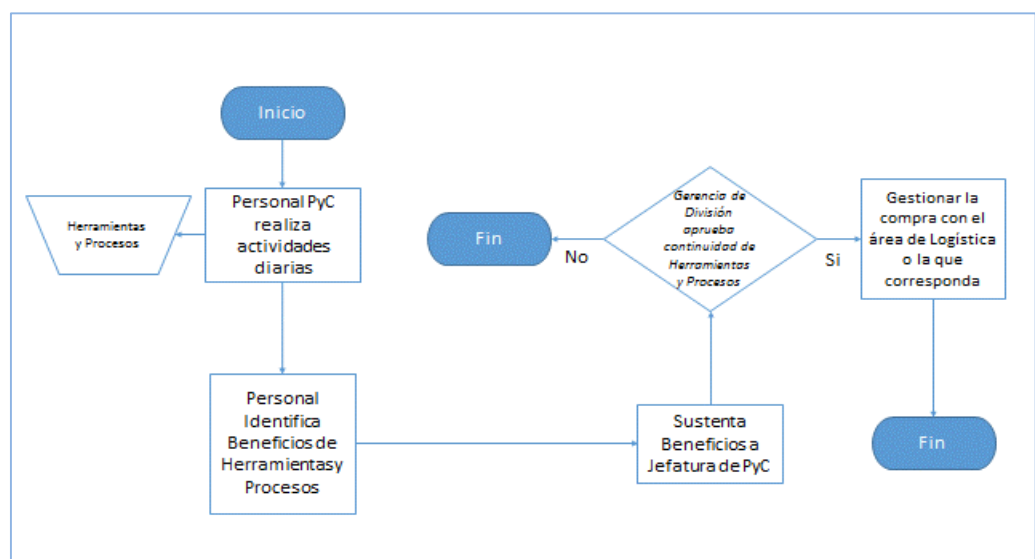 Inicio
Personal PyC
realiza
actividades
diarias
Herramientas
y Procesos
Personal
Identifica
Beneficios de
Herramientas y
Procesos
Sustenta
Beneficios a
Jefatura de PyC
Gerencia de
División
aprueba
continuidad de
Herramientas
y Procesos
No
Fin
Si
Gestionar la
compra con el
área de Logística
o la que
corresponda
Fin